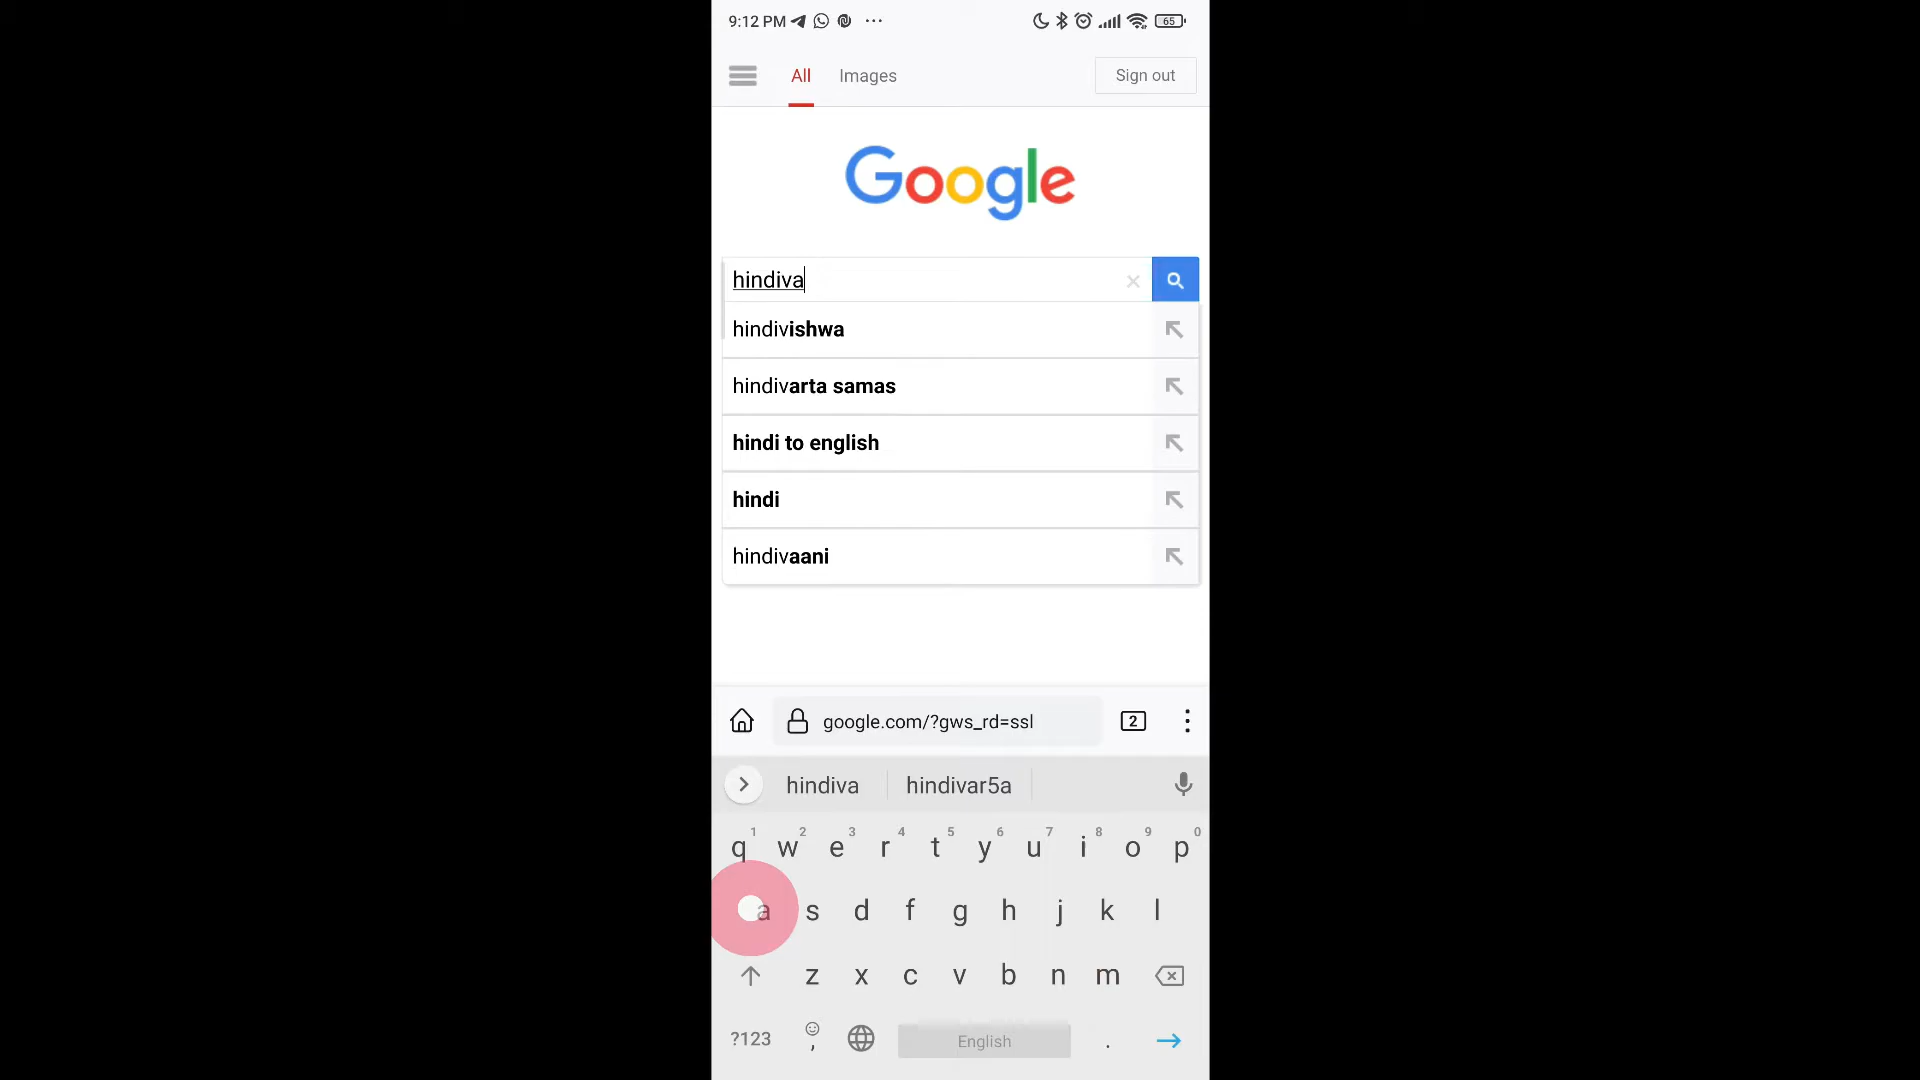 9:12 PM
65
All Images Sign out
Google
hindiva
hindivishwa
hindivarta samas
hindi to english
hindi
hindivaani
google.com/?gws_rd=ssl 2
hindiva hindivar5a
1 2 3 4 5 6 7 8 9 0
q w e r t y u i o p
a s d f g h j k l
z x c v b n m
?123 , English .